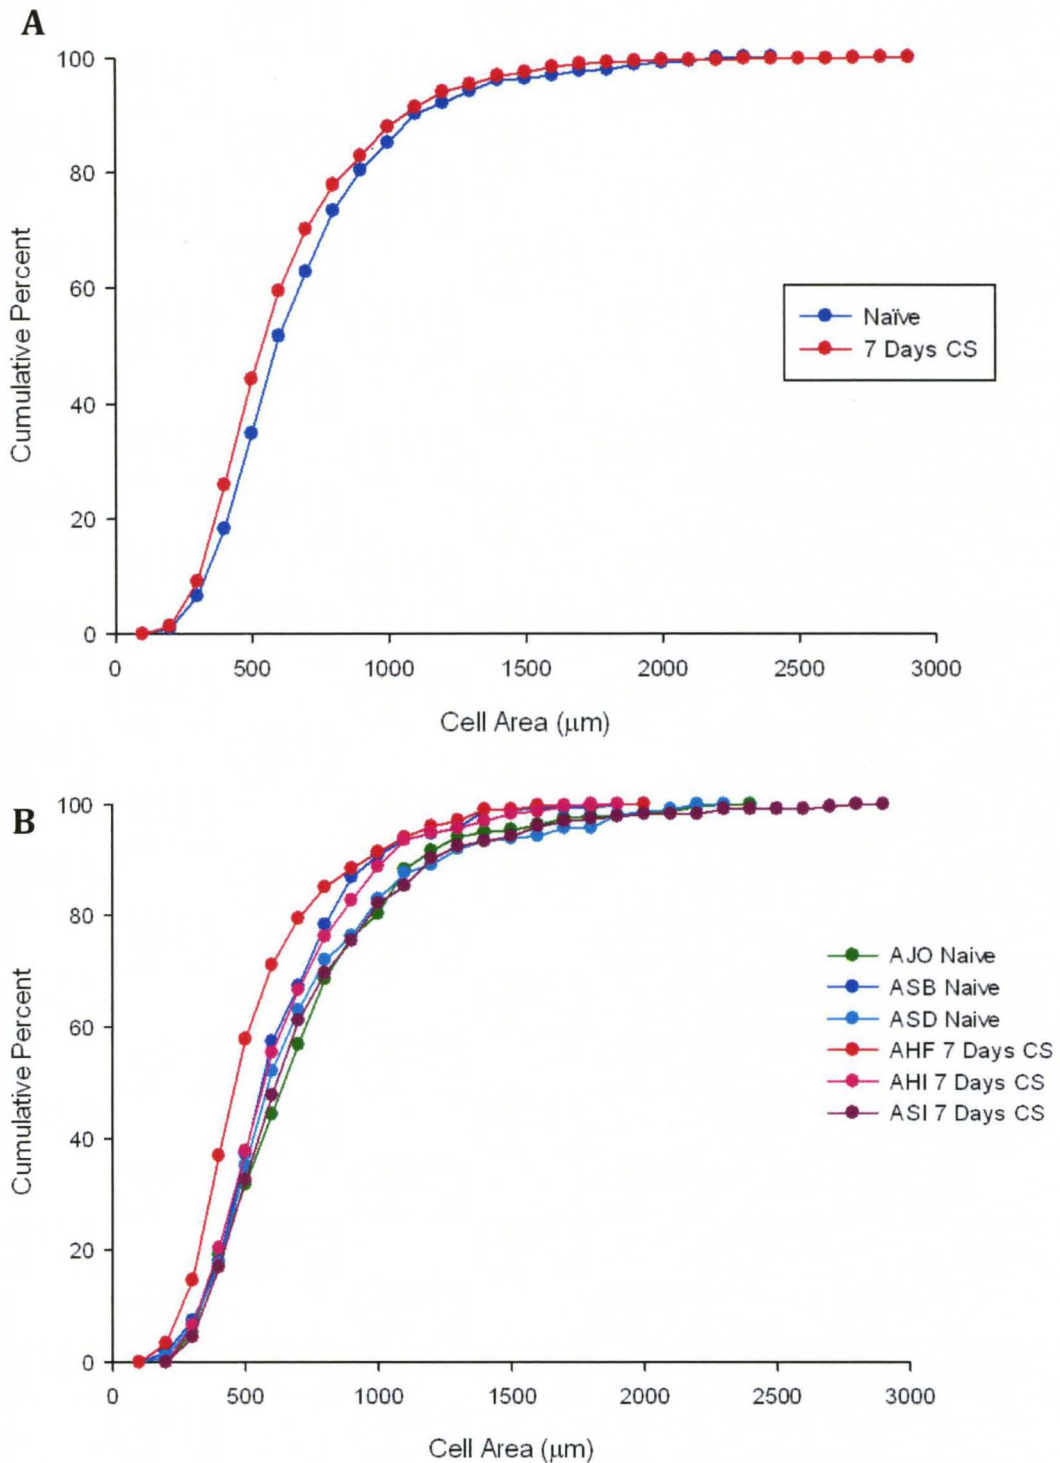 A
100
80
60
40
20
0
Cumulative Percent
0 500 1000 1500 2000 2500 3000
Cell Area (μm)
Naïve
7 Days CS
B
100
80
60
40
20
0
Cumulative Percent
0 500 1000 1500 2000 2500 3000
Cell Area (μm)
AJO Naive
ASB Naive
ASD Naive
AHF 7 Days CS
AHI 7 Days CS
ASI 7 Days CS